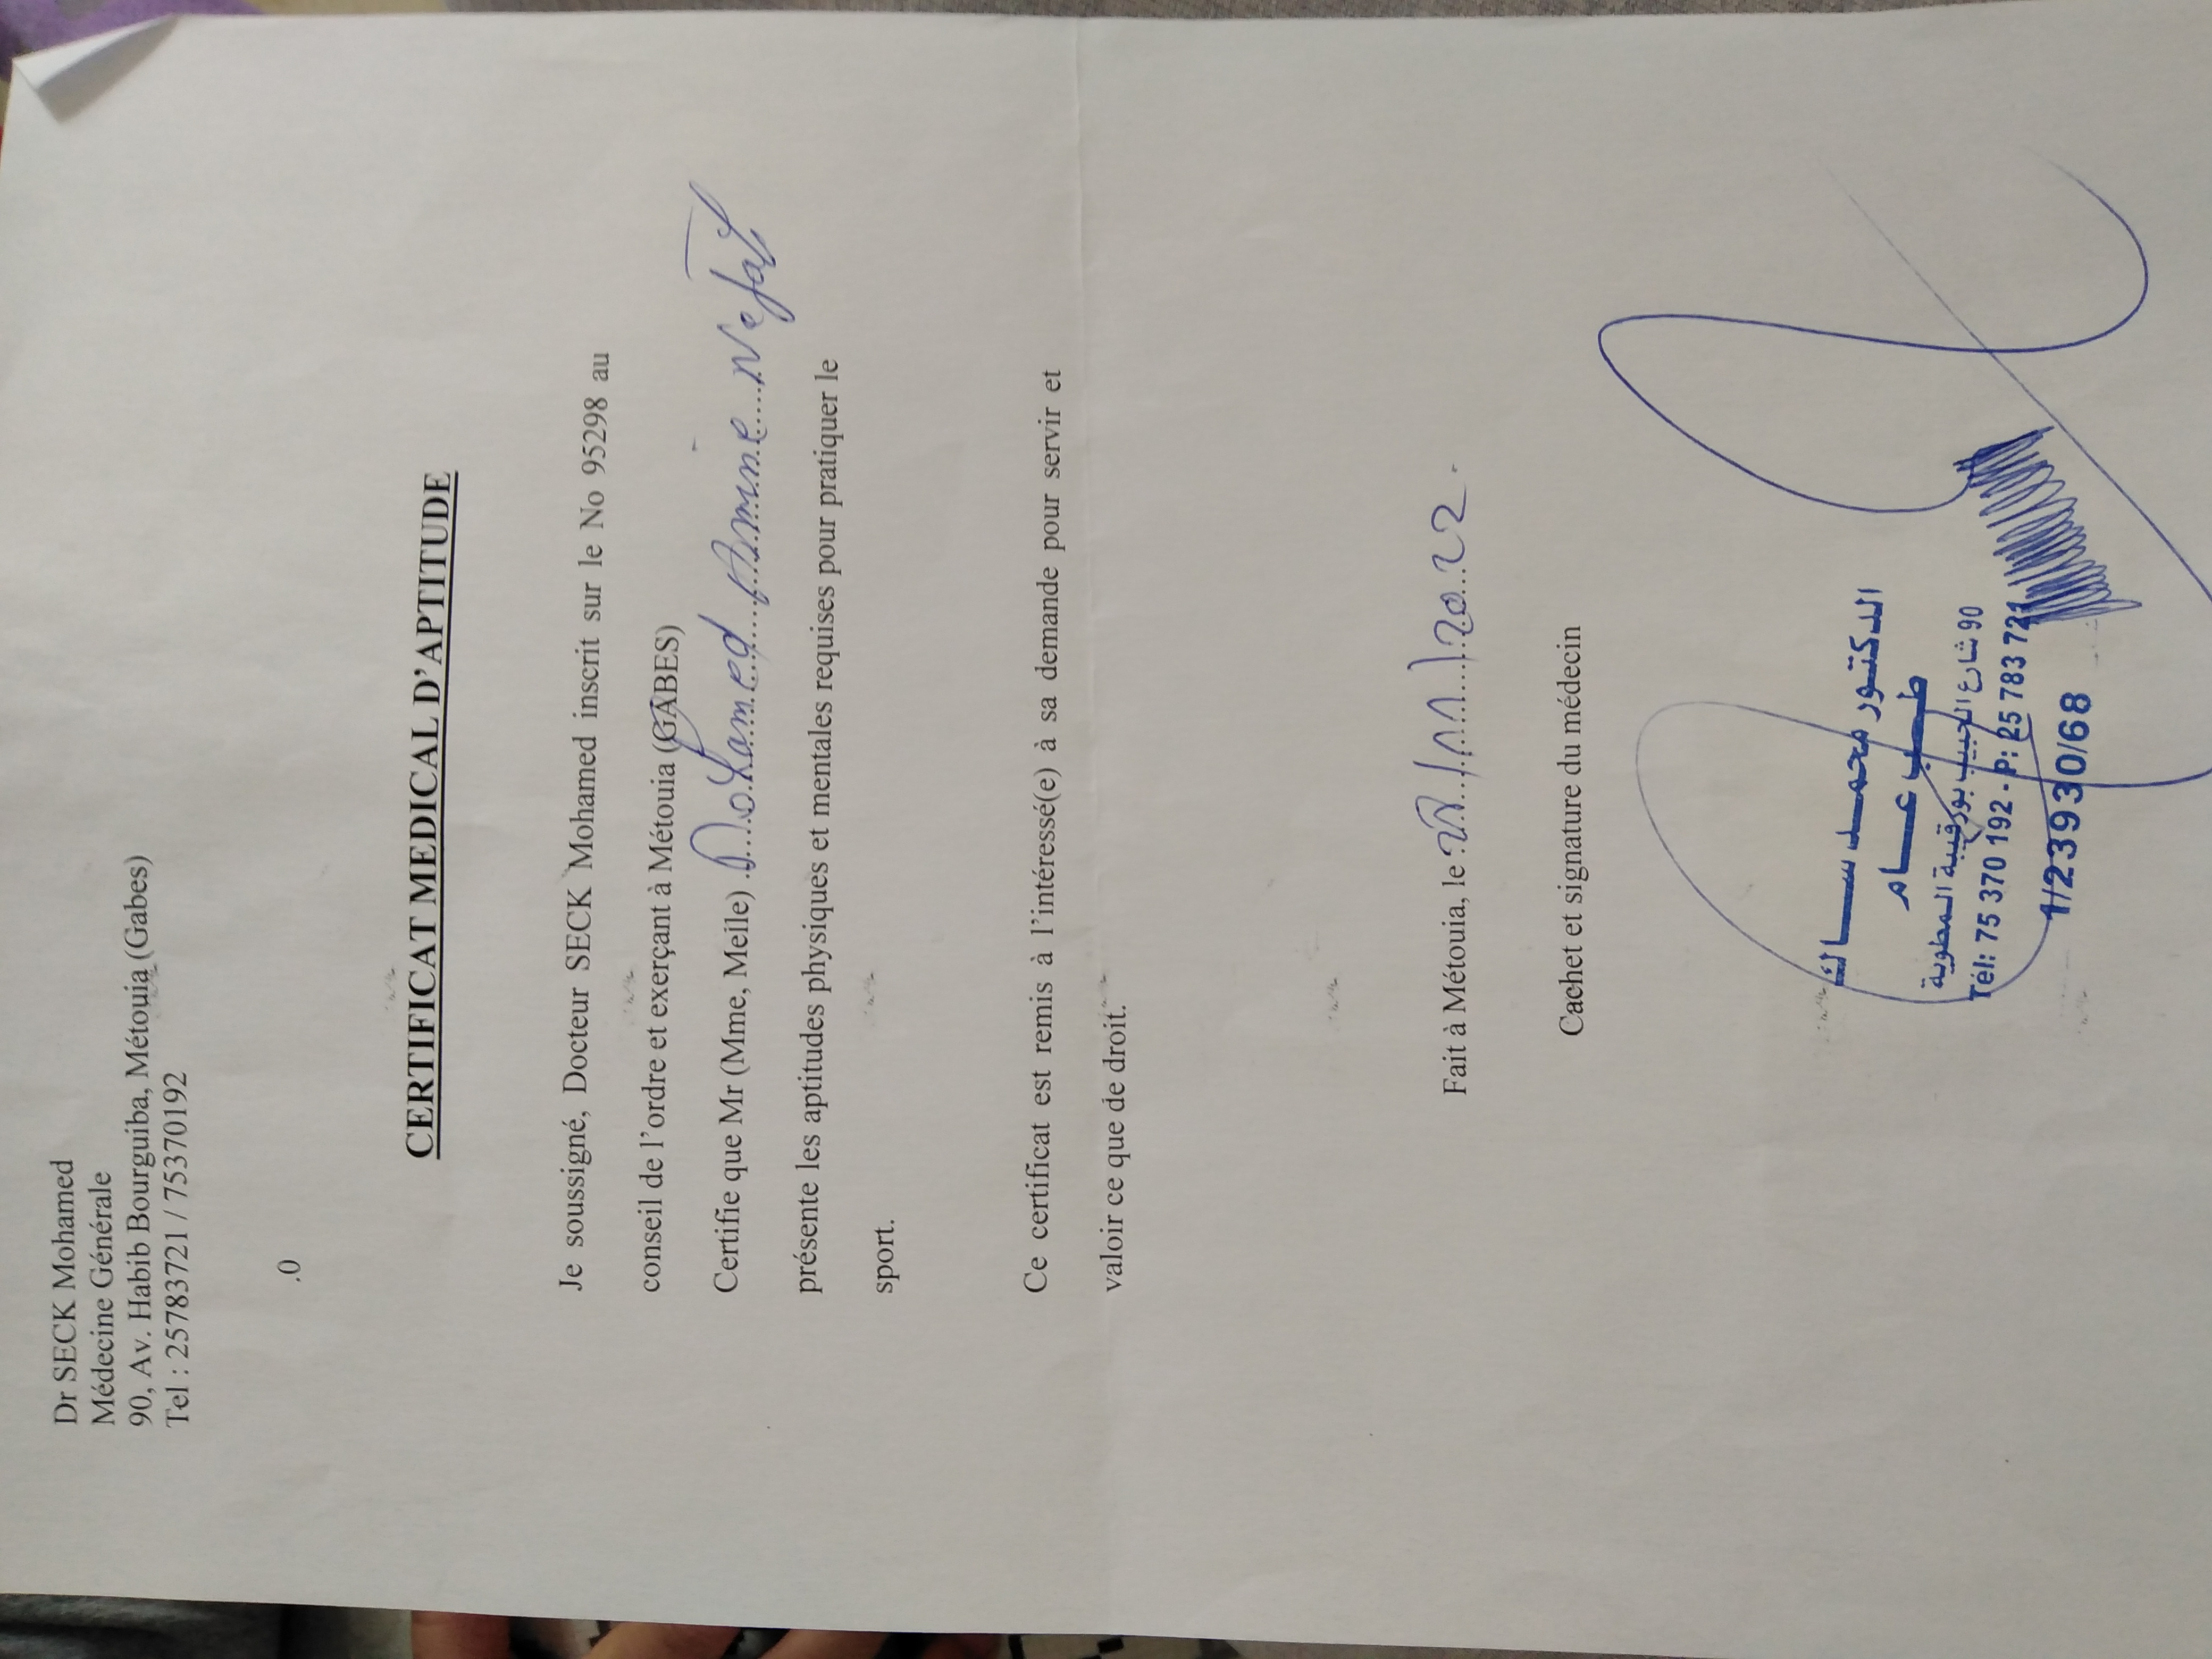 Dr SECK Mohamed
Médecine Générale
90, Av. Habib Bourguiba, Métouia (Gabes)
Tel : 25783721 / 75370192
.0
CERTIFICAT MEDICAL D'APTITUDE
Je soussigné, Docteur SECK Mohamed inscrit sur le No 95298 au
conseil de l'ordre et exerçant à Métouia (GABES)
Certifie que Mr (Mme, Melle) Mohamed Ammine
présente les aptitudes physiques et mentales requises pour pratiquer le
sport.
Ce certificat est remis à l'intéressé(e) à sa demande pour servir et
valoir ce que de droit.
Fait à Métouia, le 2022
Cachet et signature du médecin
الدكتور محمد ساك
طب عام
90 شارع الحبيب بورقيبة المطوية
Tél: 75 370 192 - P: 25 783 721
1/23930/68